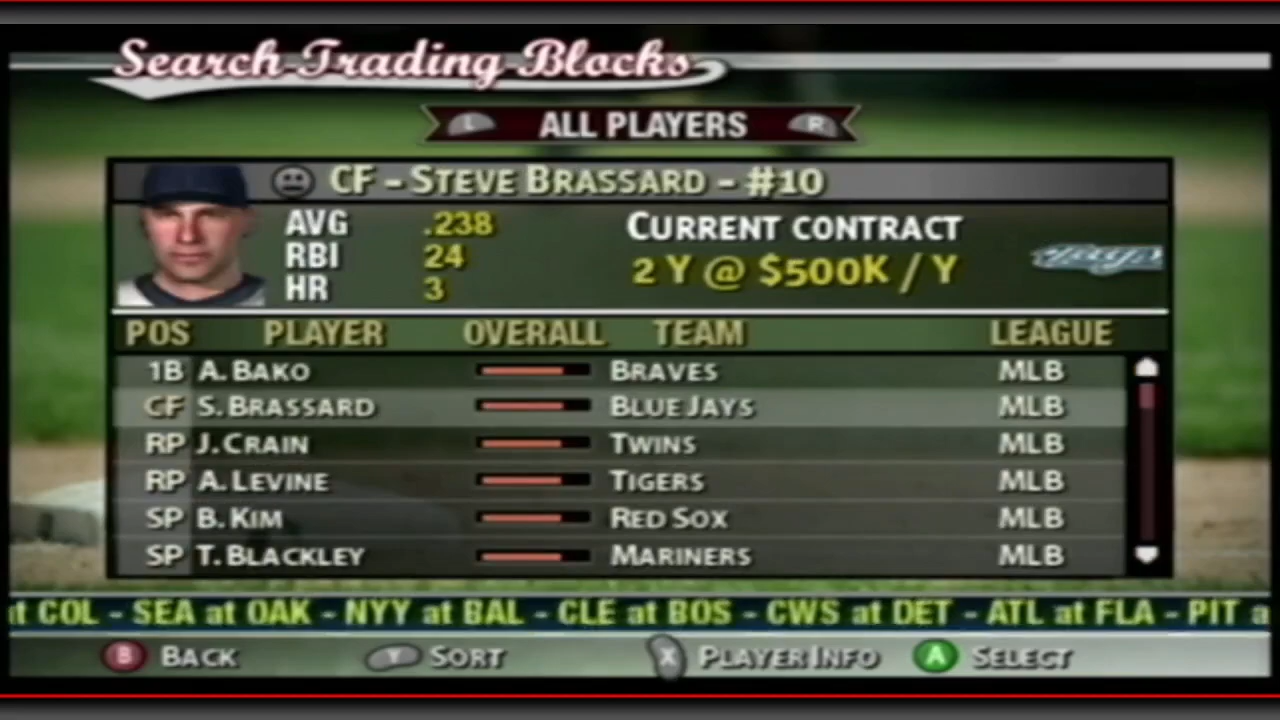 Search Trading Blocks
L ALL PLAYERS R
CF - STEVE BRASSARD - #10
AVG .238 CURRENT CONTRACT
RBI 24 2 Y @ $500K / Y
HR 3
Jays
POS PLAYER OVERALL TEAM LEAGUE
1B A. BAKO BRAVES MLB
CF S. BRASSARD BLUE JAYS MLB
RP J. CRAIN TWINS MLB
RP A. LEVINE TIGERS MLB
SP B. KIM RED SOX MLB
SP T. BLACKLEY MARINERS MLB
at COL - SEA at OAK - NYY at BAL - CLE at BOS - CWS at DET - ATL at FLA - PIT a
B BACK Y SORT X PLAYER INFO A SELECT